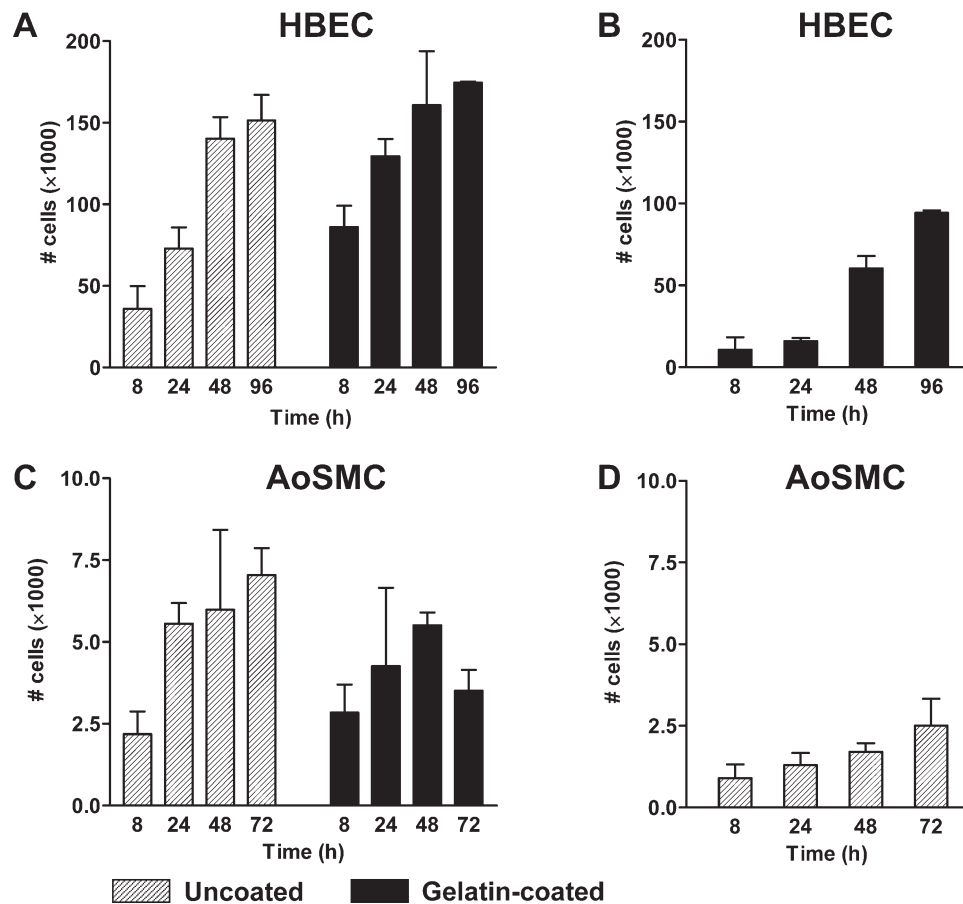 A HBEC
200
150
100
50
0
# cells (×1000)
8 24 48 96 8 24 48 96
Time (h)
B HBEC
200
150
100
50
0
# cells (×1000)
8 24 48 96
Time (h)
C AoSMC
10.0
7.5
5.0
2.5
0.0
# cells (×1000)
8 24 48 72 8 24 48 72
Time (h)
D AoSMC
10.0
7.5
5.0
2.5
0.0
# cells (×1000)
8 24 48 72
Time (h)
Uncoated Gelatin-coated